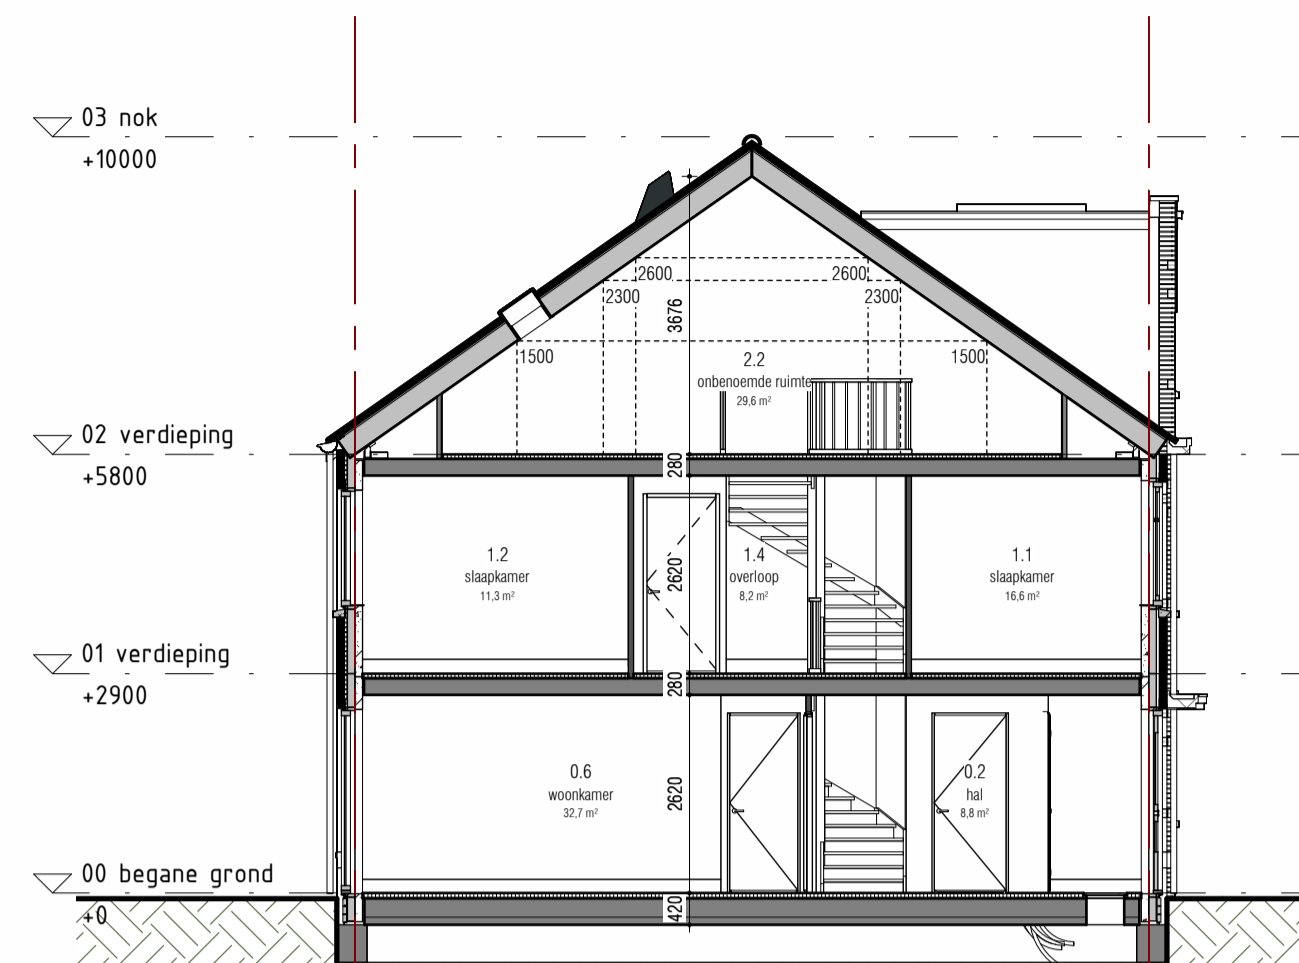 03 nok
+10000
2600
2600
2300
2300
3676
1500
1500
2.2
onbenoemde ruimte
29,6 m²
02 verdieping
+5800
280
1.2
slaapkamer
11,3 m²
2620
1.4
overloop
8,2 m²
1.1
slaapkamer
16,6 m²
01 verdieping
+2900
280
0.6
woonkamer
32,7 m²
2620
0.2
hal
8,8 m²
00 begane grond
+0
420